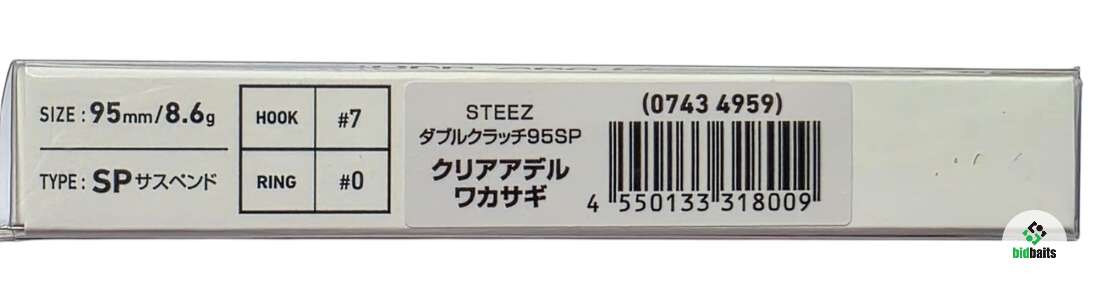 SIZE : 95mm/8.6g
TYPE : SP サスペンド
HOOK #7
RING #0
STEEZ
ダブルクラッチ95SP
クリアアデル
ワカサギ
(0743 4959)
4 550133 318009
bidbaits